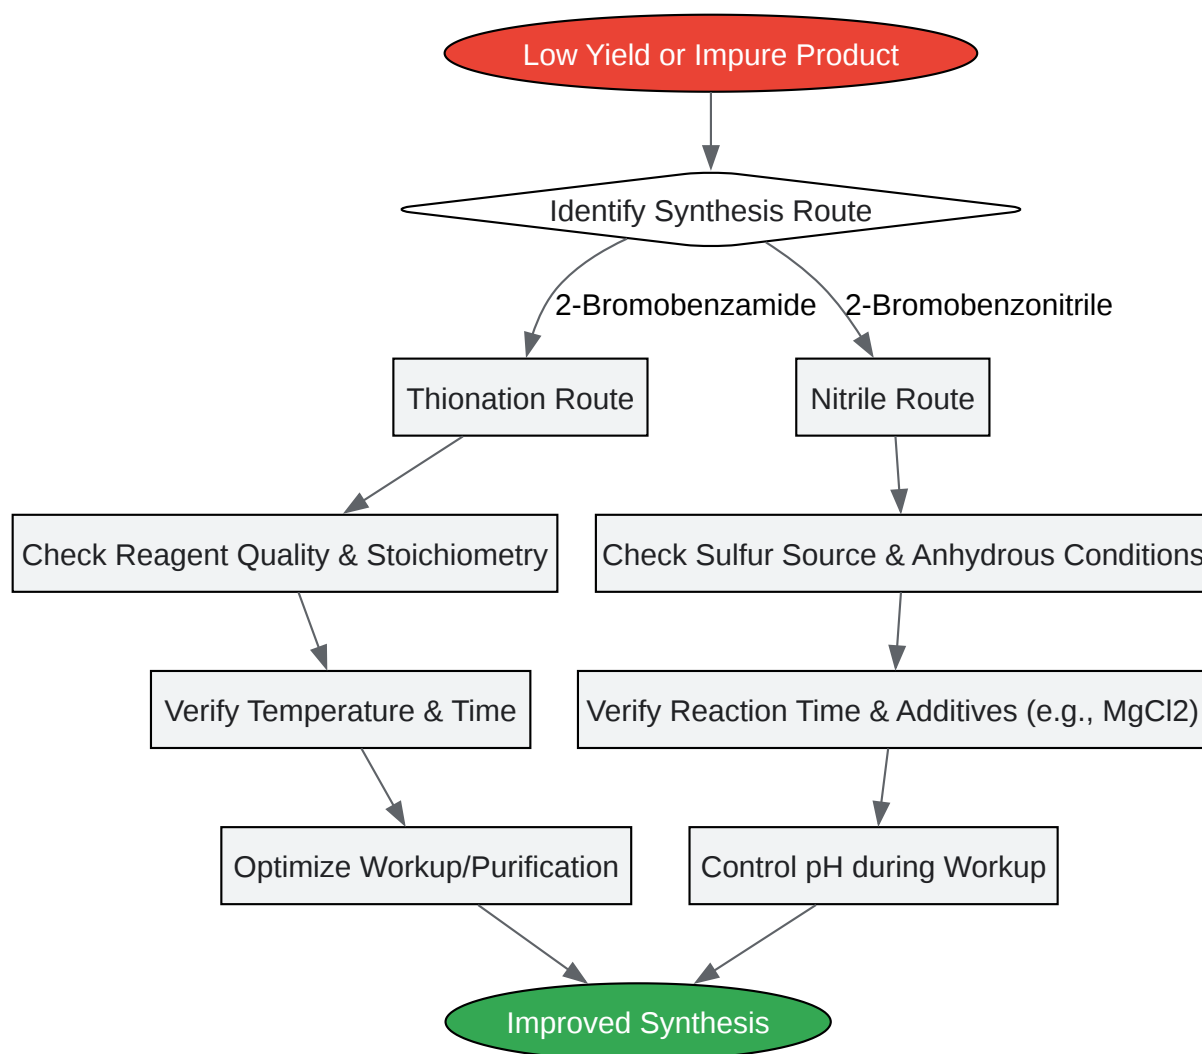 Low Yield or Impure Product
Identify Synthesis Route
2-Bromobenzamide
2-Bromobenzonitrile
Thionation Route
Nitrile Route
Check Reagent Quality & Stoichiometry
Check Sulfur Source & Anhydrous Conditions
Verify Temperature & Time
Verify Reaction Time & Additives (e.g., MgCl2)
Optimize Workup/Purification
Control pH during Workup
Improved Synthesis